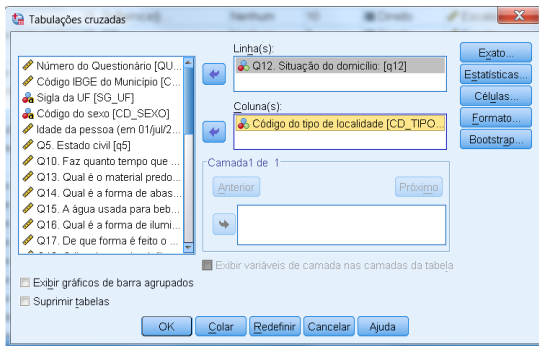 Tabulações cruzadas
Número do Questionário [QU...
Código IBGE do Município [C...
Sigla da UF [SG_UF]
Código do sexo [CD_SEXO]
Idade da pessoa (em 01/jul/2...
Q5. Estado civil [q5]
Q10. Faz quanto tempo que ...
Q13. Qual é o material predo...
Q14. Qual é a forma de abas...
Q15. A água usada para beb...
Q16. Qual é a forma de ilumi...
Q17. De que forma é feito o ...
Linha(s):
Q12. Situação do domicílio: [q12]
Coluna(s):
Código do tipo de localidade [CD_TIPO...
Camada1 de 1
Anterior
Próximo
Exibir variáveis de camada nas camadas da tabela
Exato...
Estatísticas...
Células...
Formato...
Bootstrap...
Exibir gráficos de barra agrupados
Suprimir tabelas
OK Colar Redefinir Cancelar Ajuda